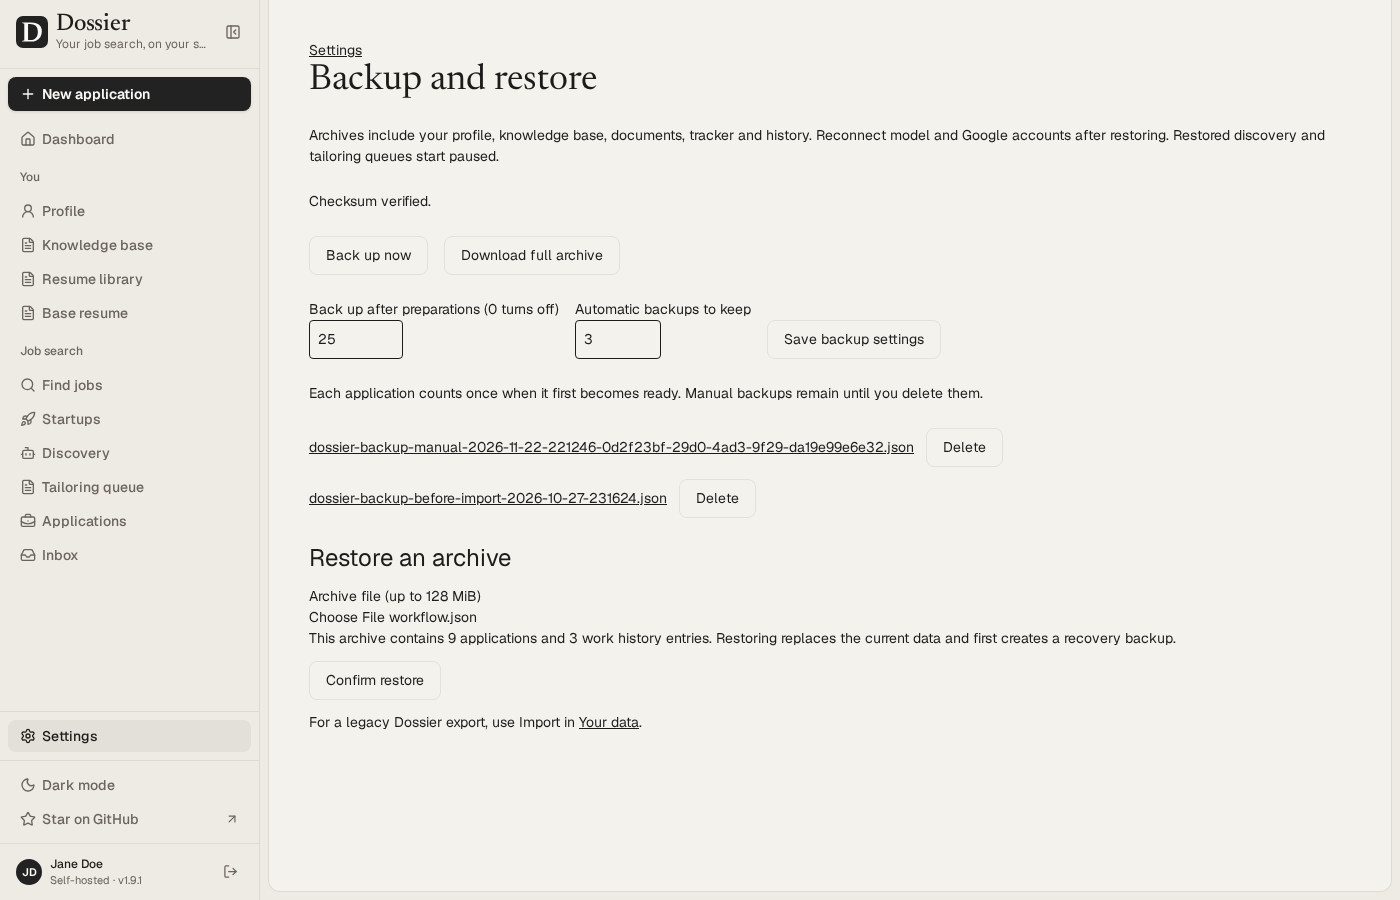 D
Dossier
Your job search, on your s...
New application
Dashboard
You
Profile
Knowledge base
Resume library
Base resume
Job search
Find jobs
Startups
Discovery
Tailoring queue
Applications
Inbox
Settings
Dark mode
Star on GitHub
JD
Jane Doe
Self-hosted · v1.9.1
Settings
Backup and restore
Archives include your profile, knowledge base, documents, tracker and history. Reconnect model and Google accounts after restoring. Restored discovery and
tailoring queues start paused.
Checksum verified.
Back up now Download full archive
Back up after preparations (0 turns off) Automatic backups to keep
25 3 Save backup settings
Each application counts once when it first becomes ready. Manual backups remain until you delete them.
dossier-backup-manual-2026-11-22-221246-0d2f23bf-29d0-4ad3-9f29-da19e99e6e32.json Delete
dossier-backup-before-import-2026-10-27-231624.json Delete
Restore an archive
Archive file (up to 128 MiB)
Choose File workflow.json
This archive contains 9 applications and 3 work history entries. Restoring replaces the current data and first creates a recovery backup.
Confirm restore
For a legacy Dossier export, use Import in Your data.